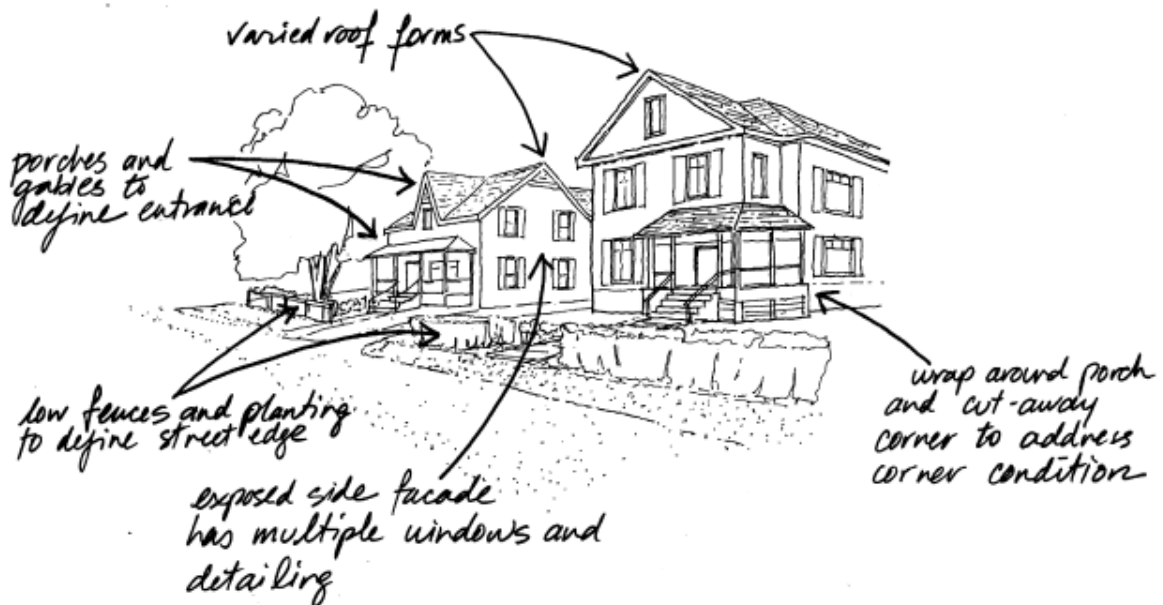 varied roof forms
porches and
gables to
define entrance
low fences and planting
to define street edge
exposed side facade
has multiple windows and
detailing
wrap around porch
and cut-away
corner to address
corner condition